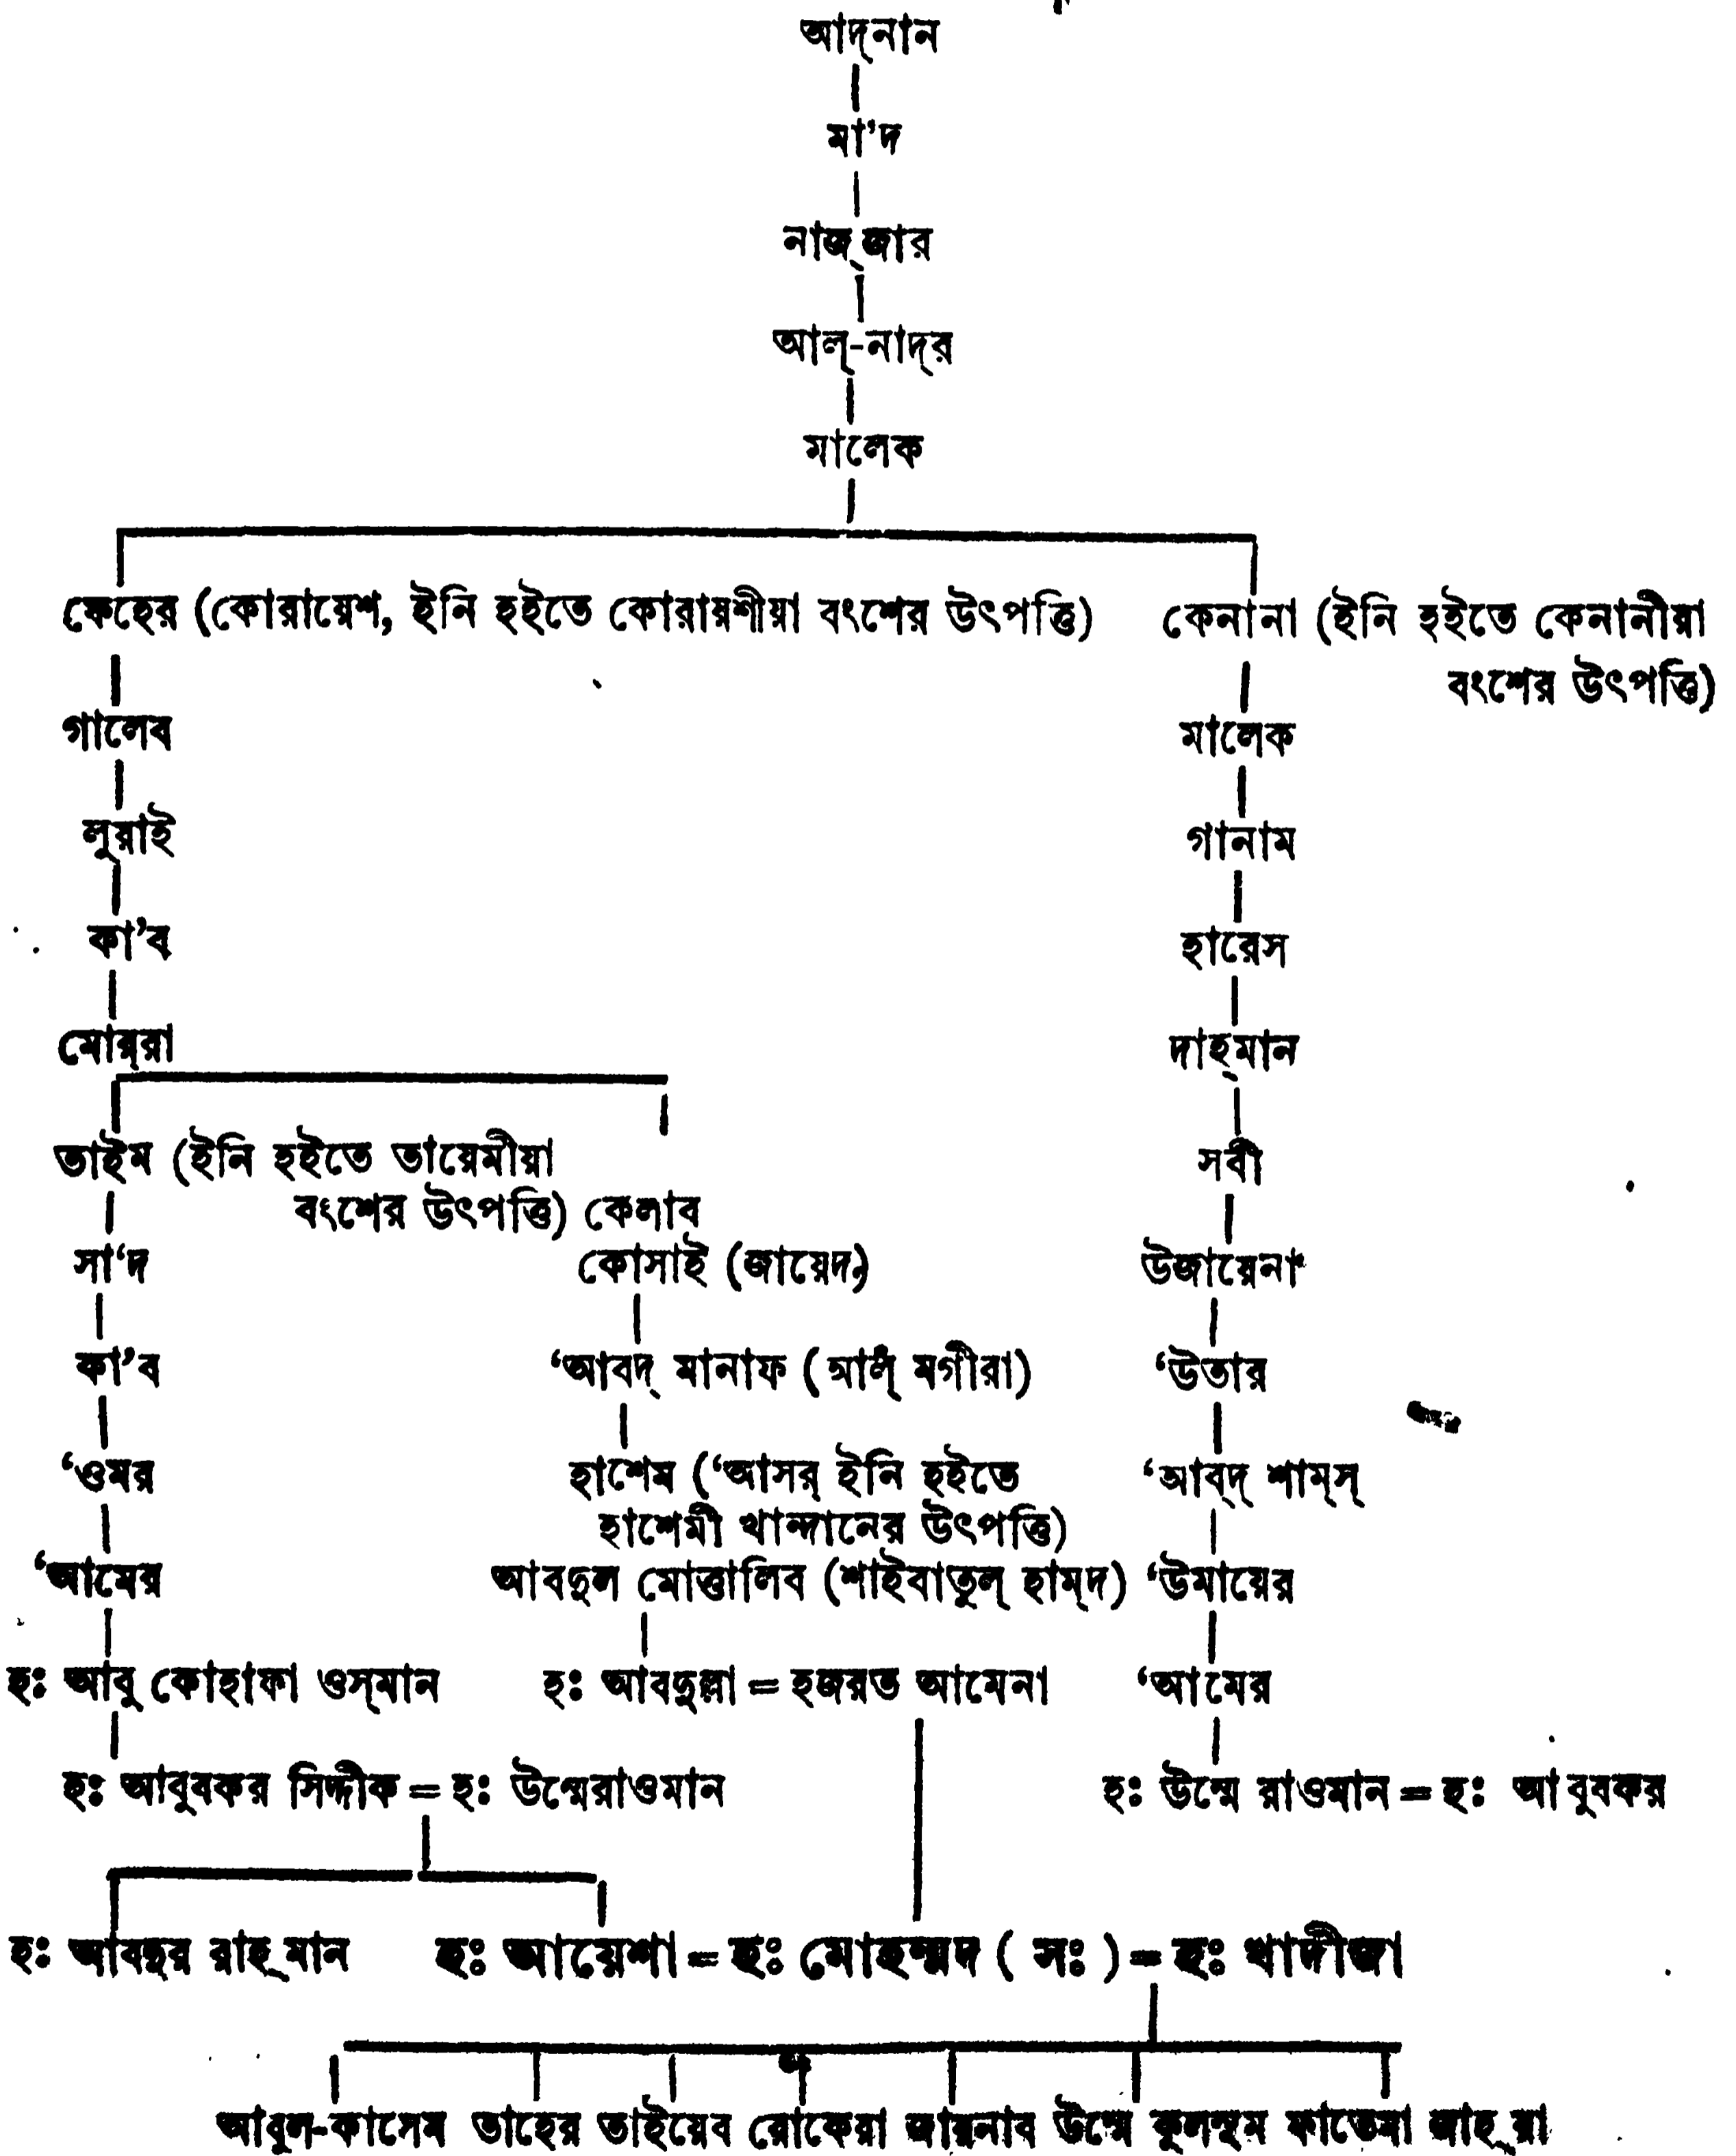 আদ্‌নান
মা'দ
নাজ্‌জার
আল্‌-নাদ্‌র
মালেক
ফেহের (কোরায়েশ, ইনি হইতে কোরায়শীয়া বংশের উৎপত্তি) কেনানা (ইনি হইতে কেনানীয়া
বংশের উৎপত্তি)
গালেব মালেক
লুরাই গানাম
কা'ব হারেস
মোর্‌রা দাহ্‌মান
তাইম (ইনি হইতে তায়েমীয়া সবী
বংশের উৎপত্তি) কেলাব
সা‘দ কোসাই (জায়েদ) উজায়েনা
কা'ব ‘আবদ্‌ মানাফ (আল্‌ মগীরা) ‘উতার
‘ওমর হাশেম (‘আসর্‌ ইনি হইতে ‘আব্‌দ্‌ শাম্‌স্‌
হাশেমী খান্দানের উৎপত্তি)
‘আমের আবদুল মোত্তালিব (শাইবাতুল্‌ হাম্‌দ) ‘উমায়ের
হঃ আবু কোহাফা ওস্‌মান হঃ আবদুল্লা = হজরত আমেনা ‘আমের
হঃ আবুবকর সিদ্দীক = হঃ উম্মেরাওমান হঃ উম্মে রাওমান = হঃ আবুবকর
হঃ আবদুর রাহ্‌মান হঃ আয়েশা = হঃ মোহম্মদ ( সঃ ) = হঃ খাদীজা
আবুল-কাসেম তাহের তাইয়েব রোকেয়া জায়নাব উম্মে কুলসুম ফাতেমা জাহ্‌রা